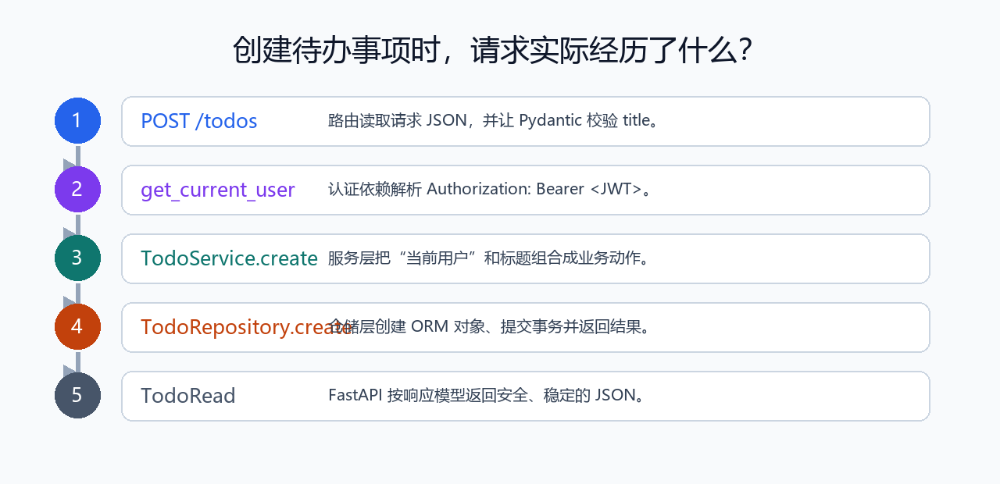 创建待办事项时，请求实际经历了什么？
1 POST /todos 路由读取请求 JSON，并让 Pydantic 校验 title。
2 get_current_user 认证依赖解析 Authorization: Bearer <JWT>。
3 TodoService.create 服务层把“当前用户”和标题组合成业务动作。
4 TodoRepository.create 仓储层创建 ORM 对象、提交事务并返回结果。
5 TodoRead FastAPI 按响应模型返回安全、稳定的 JSON。